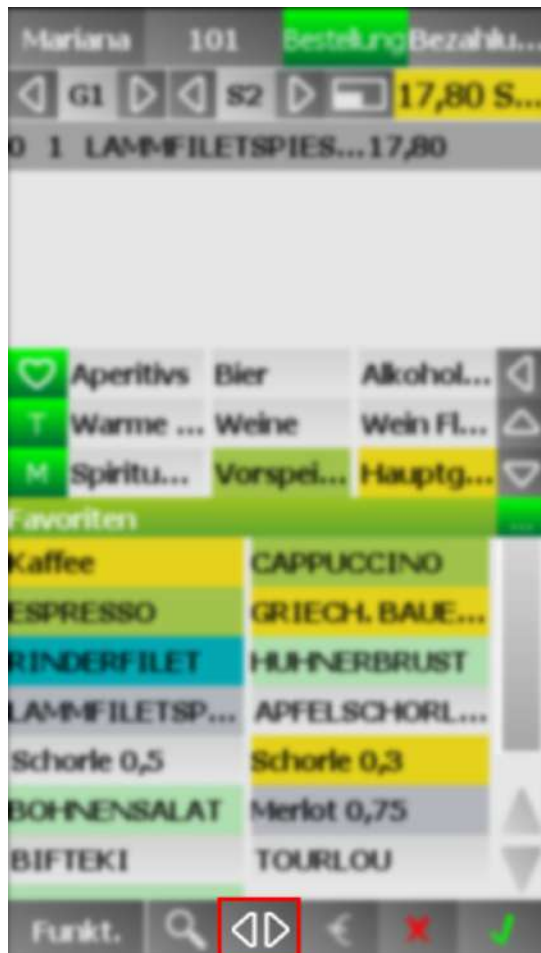 Mariana 101 Bestellung Bezahlu...
G1 S2 17,80 S...
0 1 LAMMFILETSPIES...17,80
Aperitivs Bier Alkohol...
T Warme ... Weine Wein Fl...
M Spiritu... Vorspei... Hauptg...
Favoriten ...
Kaffee CAPPUCCINO
ESPRESSO GRIECH. BAUE...
RINDERFILET HUHNERBRUST
LAMMFILETSP... APFELSCHORL...
Schorle 0,5 Schorle 0,3
BOHNENSALAT Merlot 0,75
BIFTEKI TOURLOU
Funkt. €